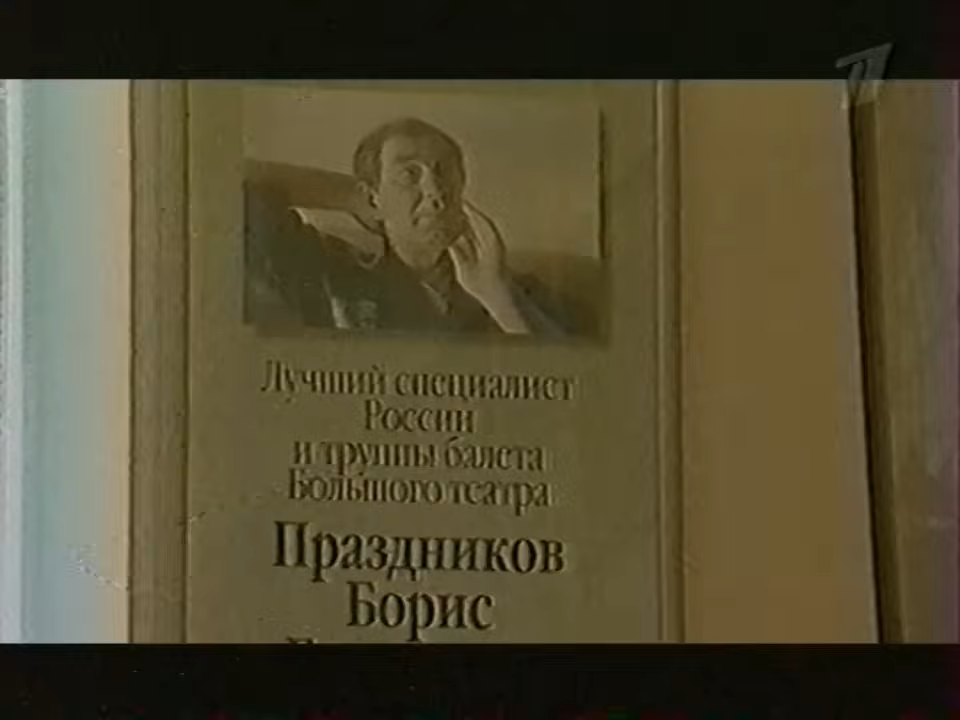 Лучший специалист
России
и труппы балета
Большого театра
Праздников
Борис